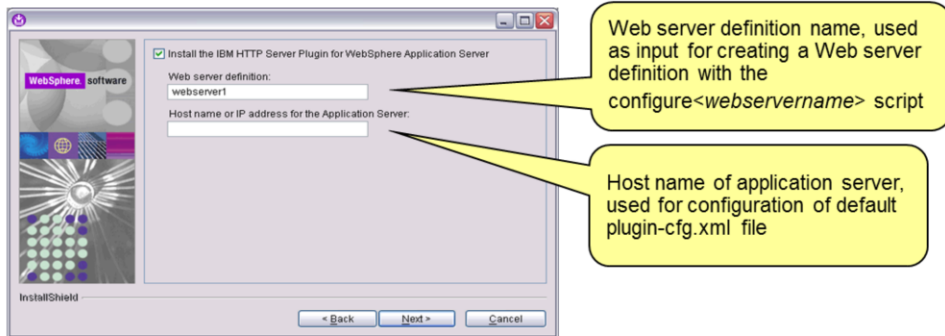 Install the IBM HTTP Server Plugin for WebSphere Application Server
Web server definition:
webserver1
Host name or IP address for the Application Server:
WebSphere. software
InstallShield
< Back
Next >
Cancel
Web server definition name, used
as input for creating a Web server
definition with the
configure<webservername> script
Host name of application server,
used for configuration of default
plugin-cfg.xml file